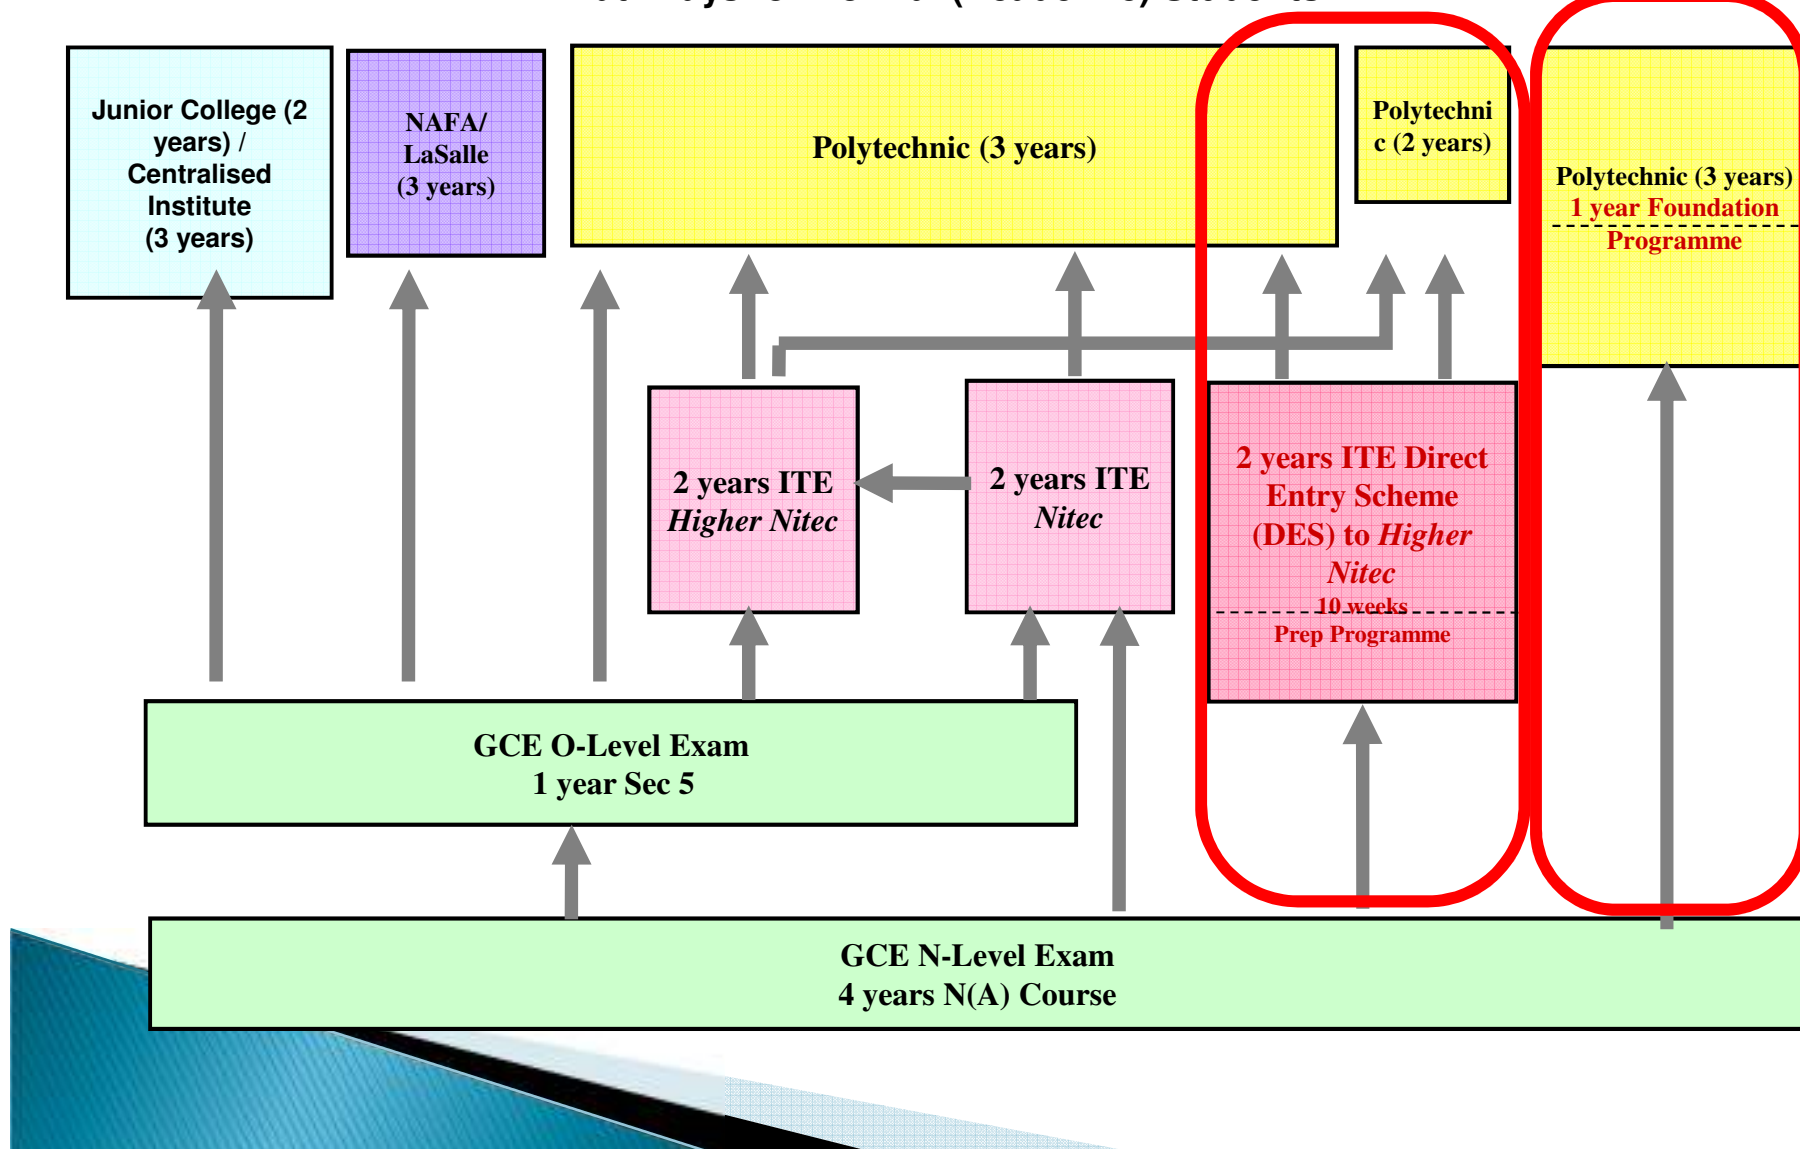 (Academic) Students
Junior College (2
years) /
Centralised
Institute
(3 years)
NAFA/
LaSalle
(3 years)
Polytechnic (3 years)
Polytechni
c (2 years)
Polytechnic (3 years)
1 year Foundation
Programme
2 years ITE
Higher Nitec
2 years ITE
Nitec
2 years ITE Direct
Entry Scheme
(DES) to Higher
Nitec
10 weeks
Prep Programme
GCE O-Level Exam
1 year Sec 5
GCE N-Level Exam
4 years N(A) Course